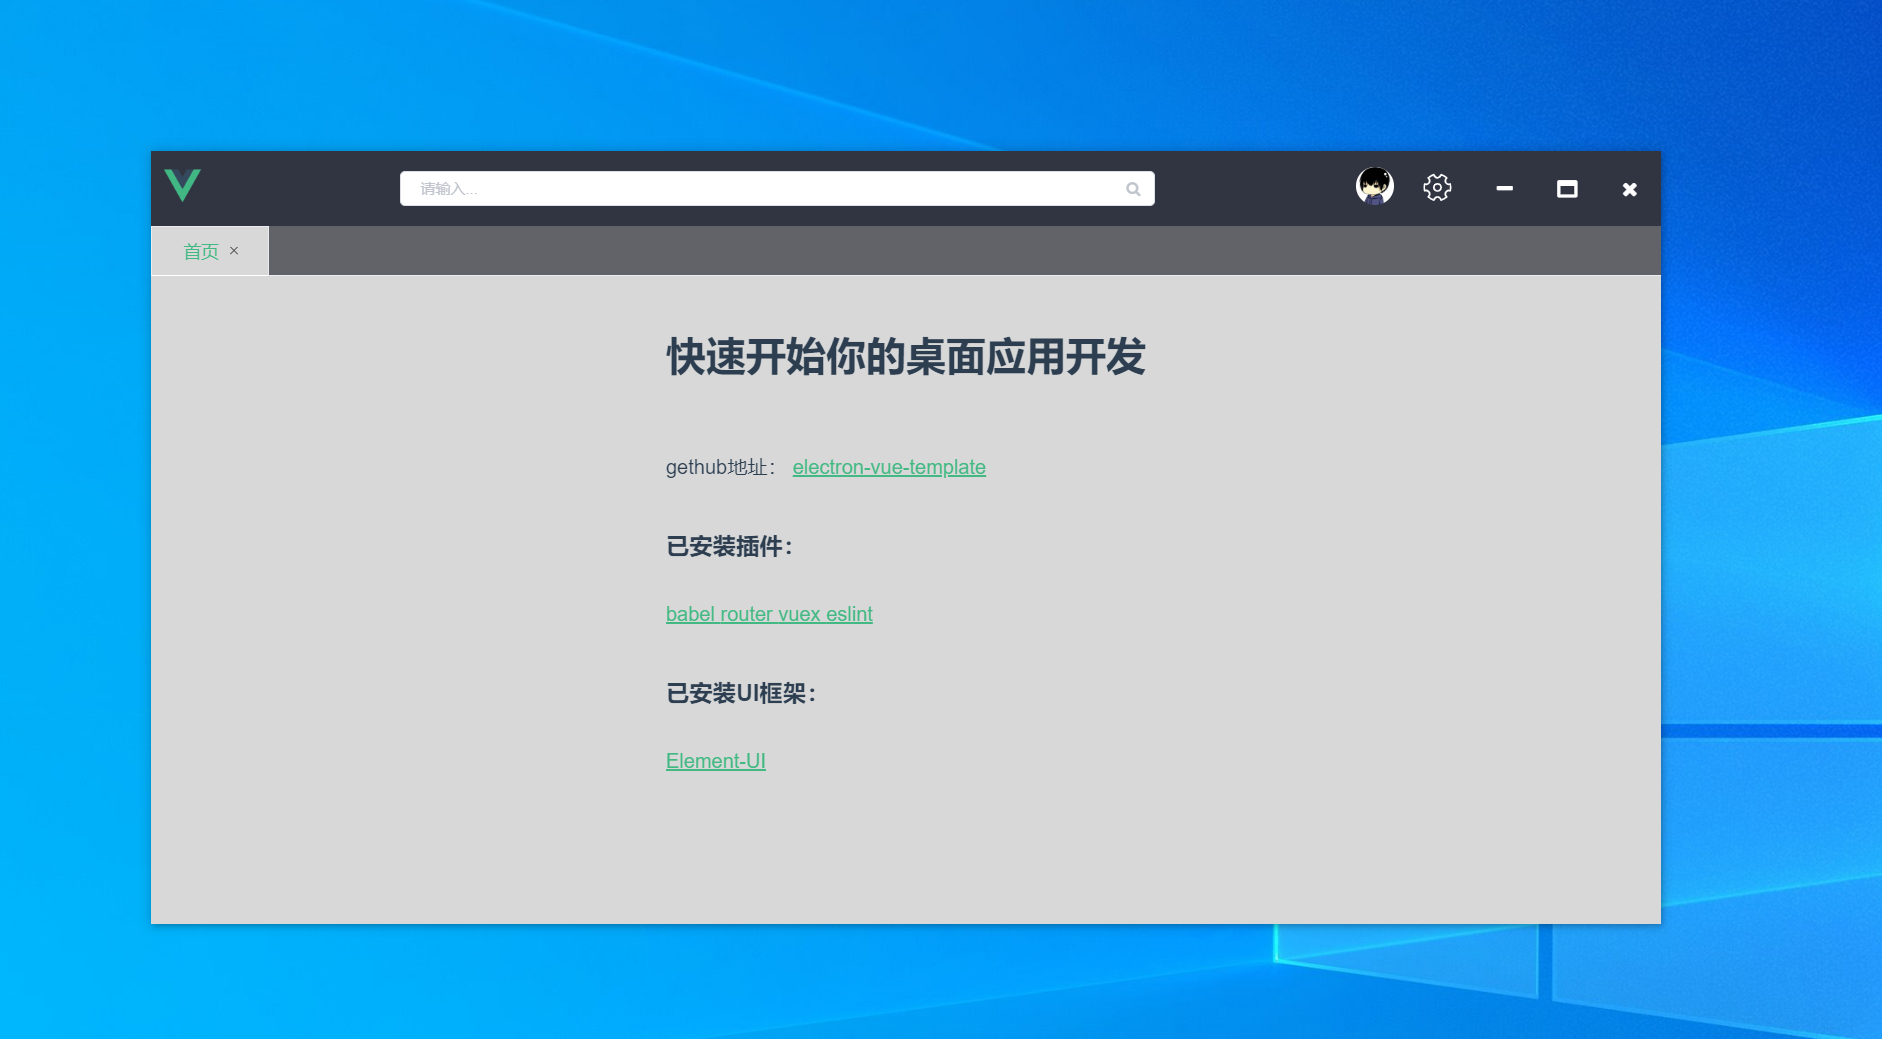 请输入...
首页 ×
快速开始你的桌面应用开发
gethub地址： electron-vue-template
已安装插件：
babel router vuex eslint
已安装UI框架：
Element-UI